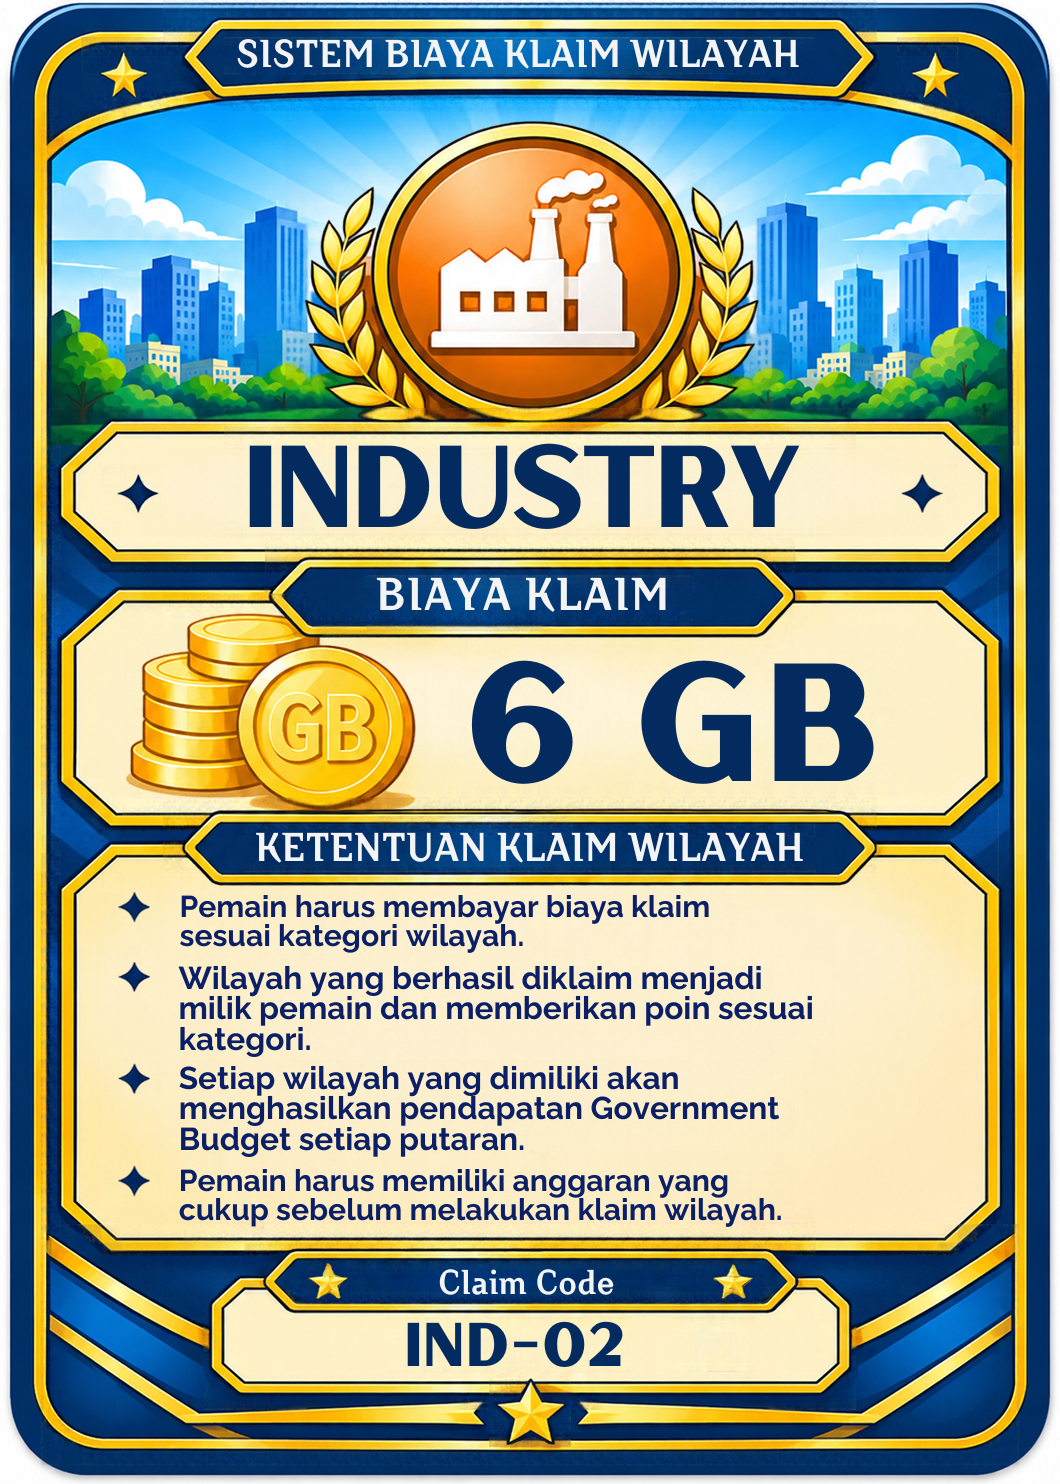 SISTEM BIAYA KLAIM WILAYAH
INDUSTRY
BIAYA KLAIM
GB
6 GB
KETENTUAN KLAIM WILAYAH
Pemain harus membayar biaya klaim
sesuai kategori wilayah.
Wilayah yang berhasil diklaim menjadi
milik pemain dan memberikan poin sesuai
kategori.
Setiap wilayah yang dimiliki akan
menghasilkan pendapatan Government
Budget setiap putaran.
Pemain harus memiliki anggaran yang
cukup sebelum melakukan klaim wilayah.
Claim Code
IND-02